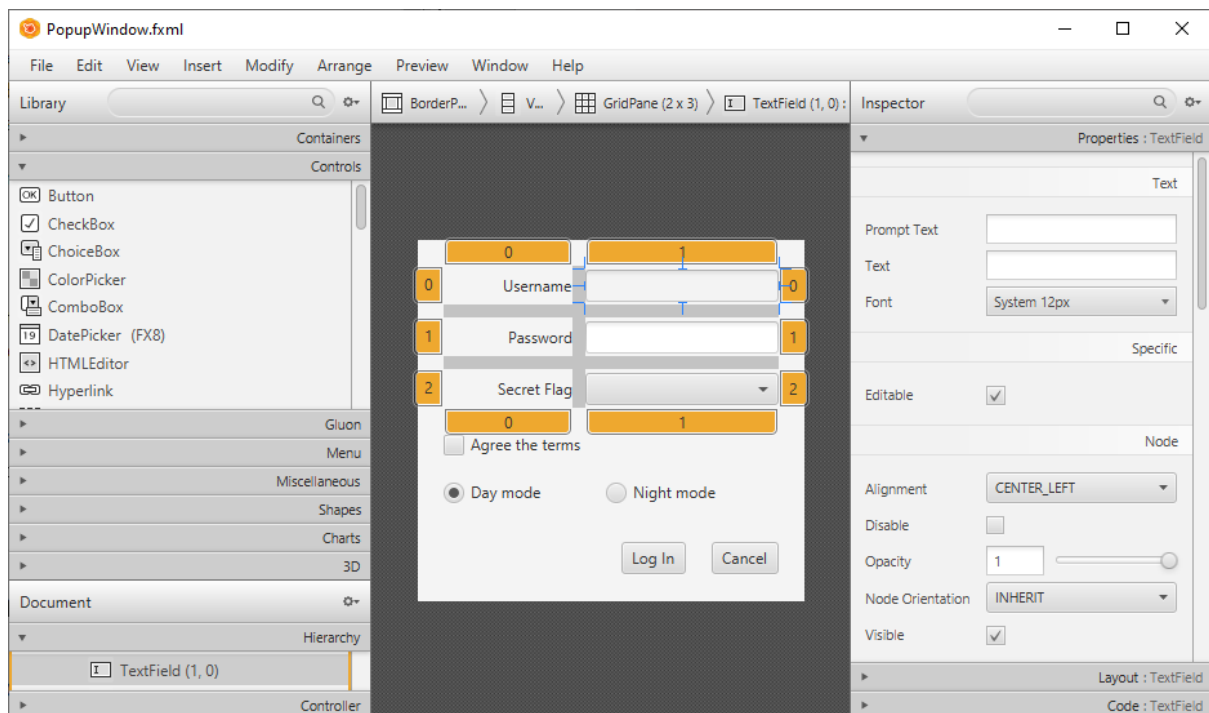 PopupWindow.fxml
File Edit View Insert Modify Arrange Preview Window Help
Library
Containers
Controls
OK Button
CheckBox
ChoiceBox
ColorPicker
ComboBox
19 DatePicker (FX8)
HTMLEditor
Hyperlink
Gluon
Menu
Miscellaneous
Shapes
Charts
3D
Document
Hierarchy
TextField (1, 0)
Controller
BorderP... V... GridPane (2 x 3) TextField (1, 0) :
0 1
0 Username 0
1 Password 1
2 Secret Flag 2
0 1
Agree the terms
Day mode Night mode
Log In Cancel
Inspector
Properties : TextField
Text
Prompt Text
Text
Font System 12px
Specific
Editable
Node
Alignment CENTER_LEFT
Disable
Opacity 1
Node Orientation INHERIT
Visible
Layout : TextField
Code : TextField